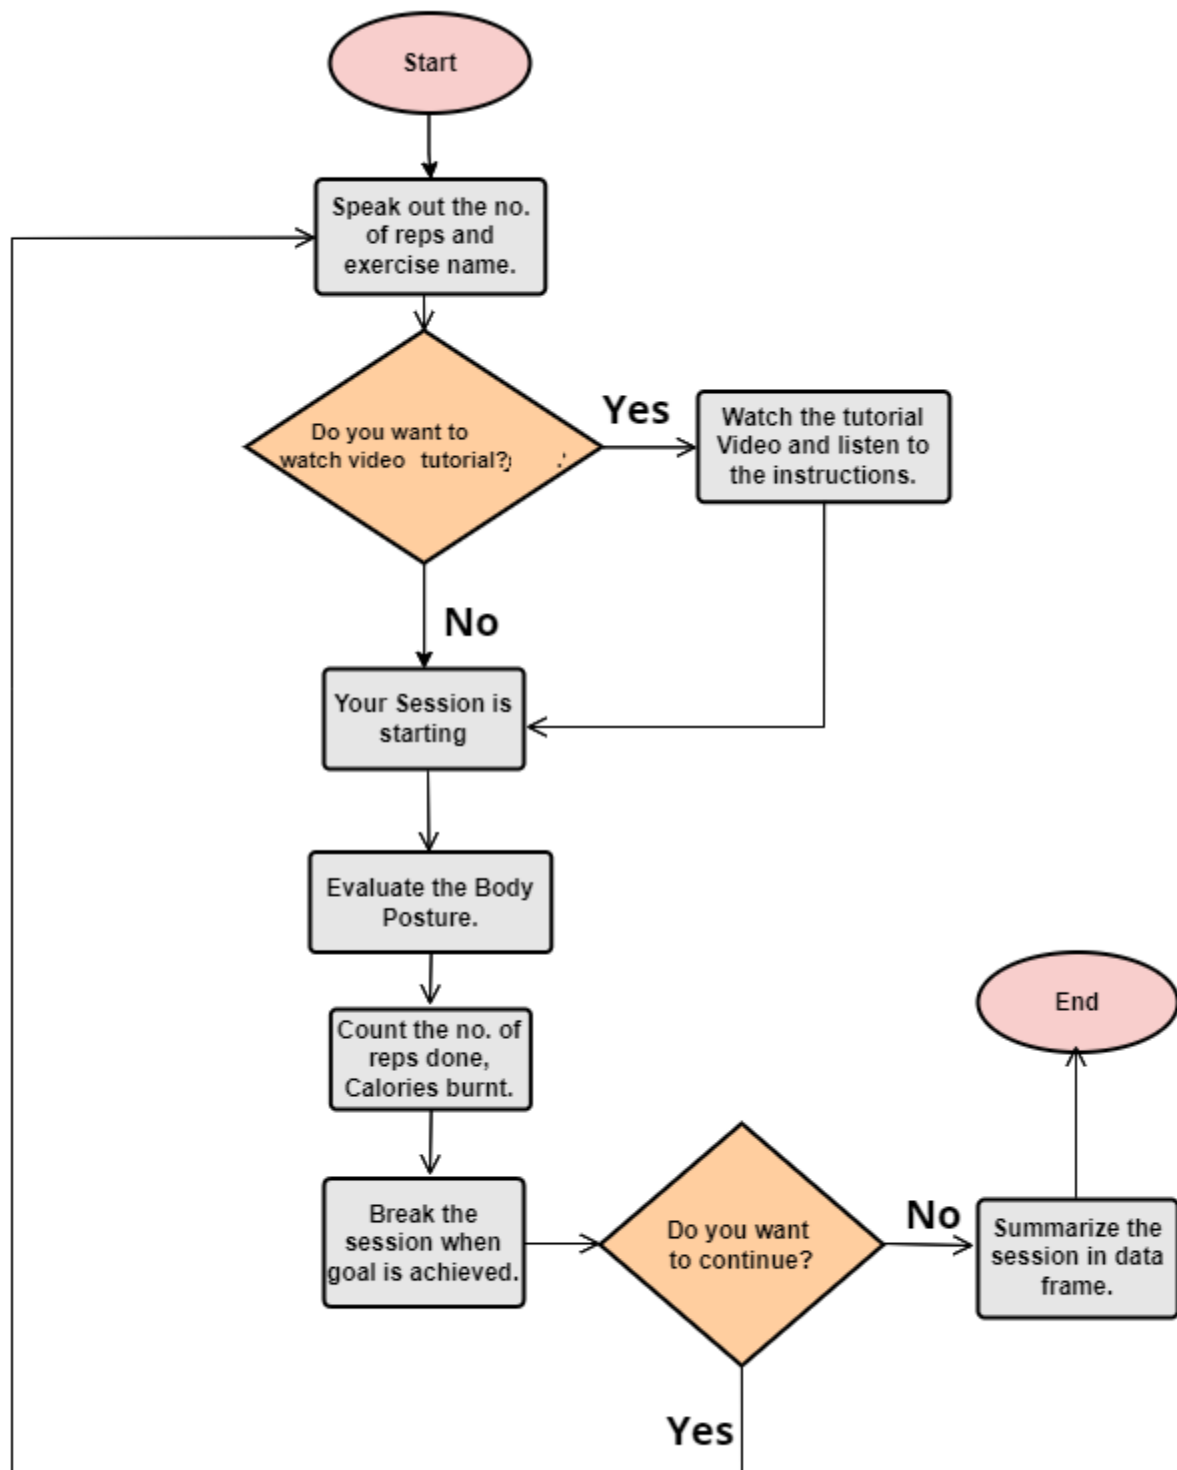 Start
Speak out the no.
of reps and
exercise name.
Do you want to
watch video tutorial?
Yes
Watch the tutorial
Video and listen to
the instructions.
No
Your Session is
starting
Evaluate the Body
Posture.
Count the no. of
reps done,
Calories burnt.
Break the
session when
goal is achieved.
Do you want
to continue?
No
Summarize the
session in data
frame.
End
Yes